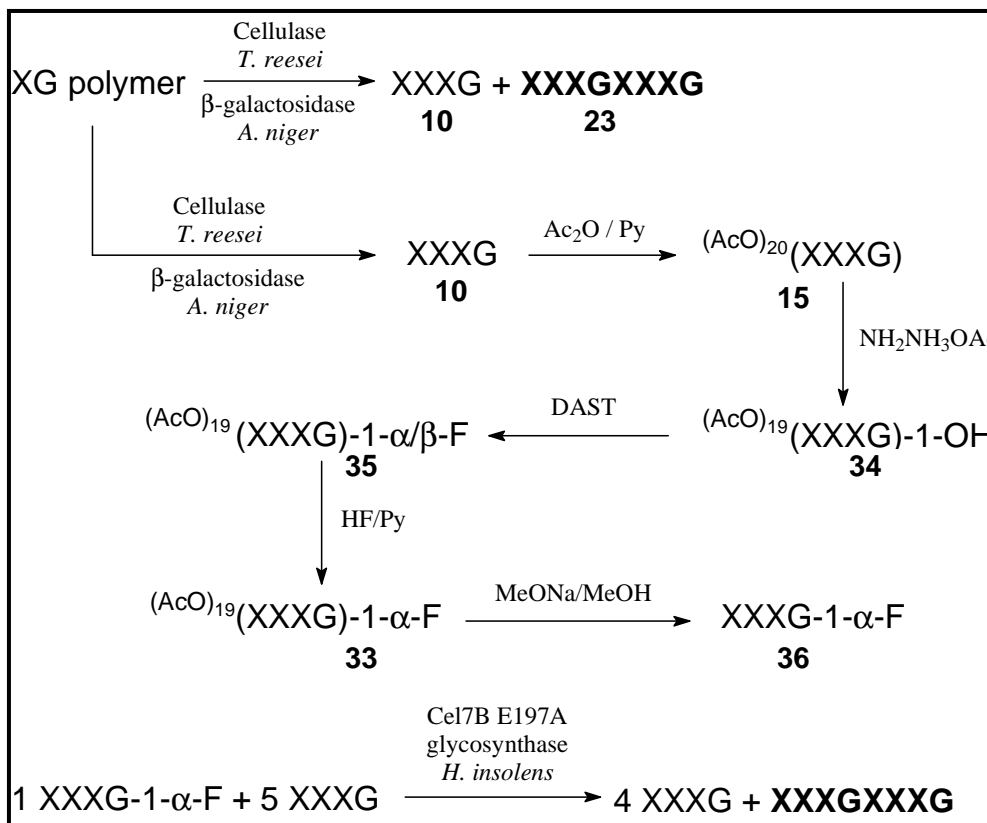 Cellulase
T. reesei
XG polymer
β-galactosidase
A. niger
XXXG + XXXGXXXG
10
23
Cellulase
T. reesei
β-galactosidase
A. niger
XXXG
10
Ac₂O / Py
(AcO)₂₀(XXXG)
15
NH₂NH₃OA
DAST
(AcO)₁₉(XXXG)-1-α/β-F
35
(AcO)₁₉(XXXG)-1-OH
34
HF/Py
(AcO)₁₉(XXXG)-1-α-F
33
MeONa/MeOH
XXXG-1-α-F
36
Cel7B E197A
glycosynthase
H. insolens
1 XXXG-1-α-F + 5 XXXG
4 XXXG + XXXGXXXG